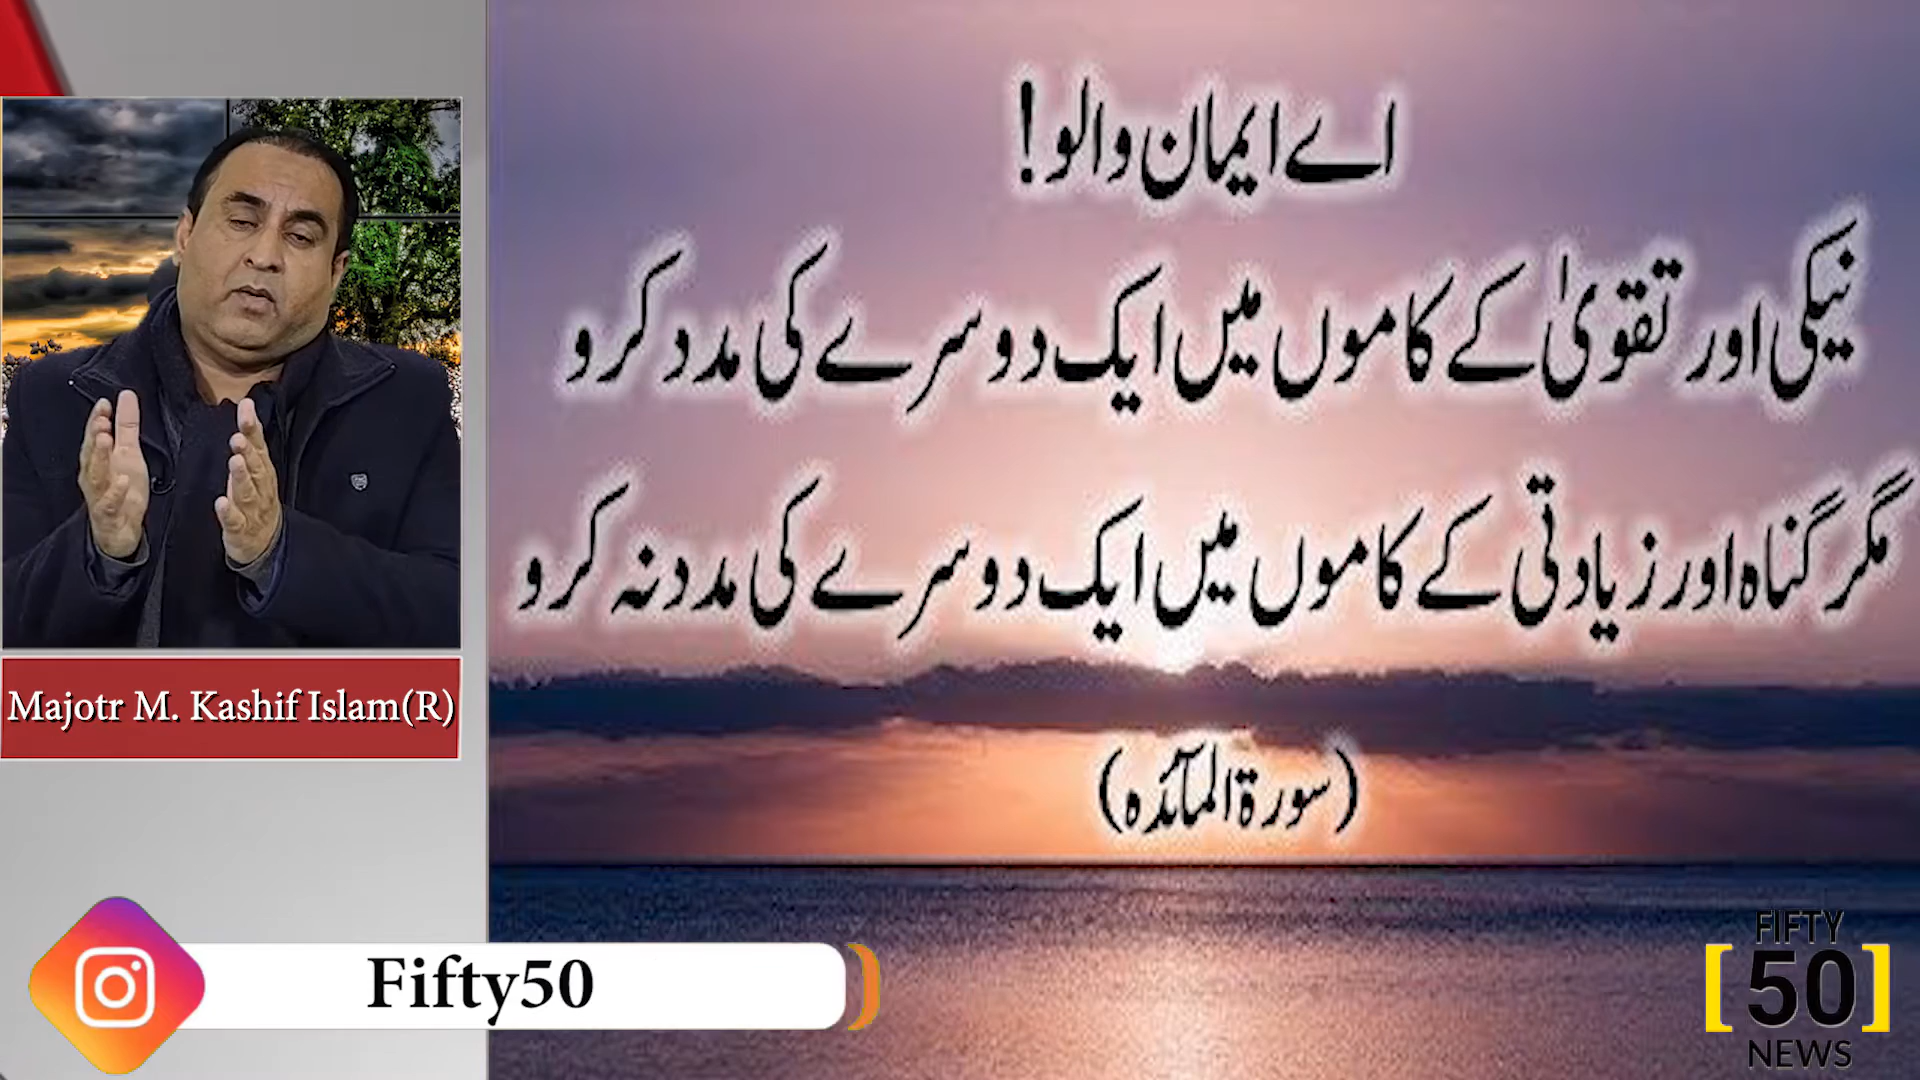 اے ایمان والو!
نیکی اور تقویٰ کے کاموں میں ایک دوسرے کی مدد کرو
مگر گناہ اور زیادتی کے کاموں میں ایک دوسرے کی مدد نہ کرو
(سورۃ المآئدہ)
Majotr M. Kashif Islam(R)
Fifty50
FIFTY
[50]
NEWS